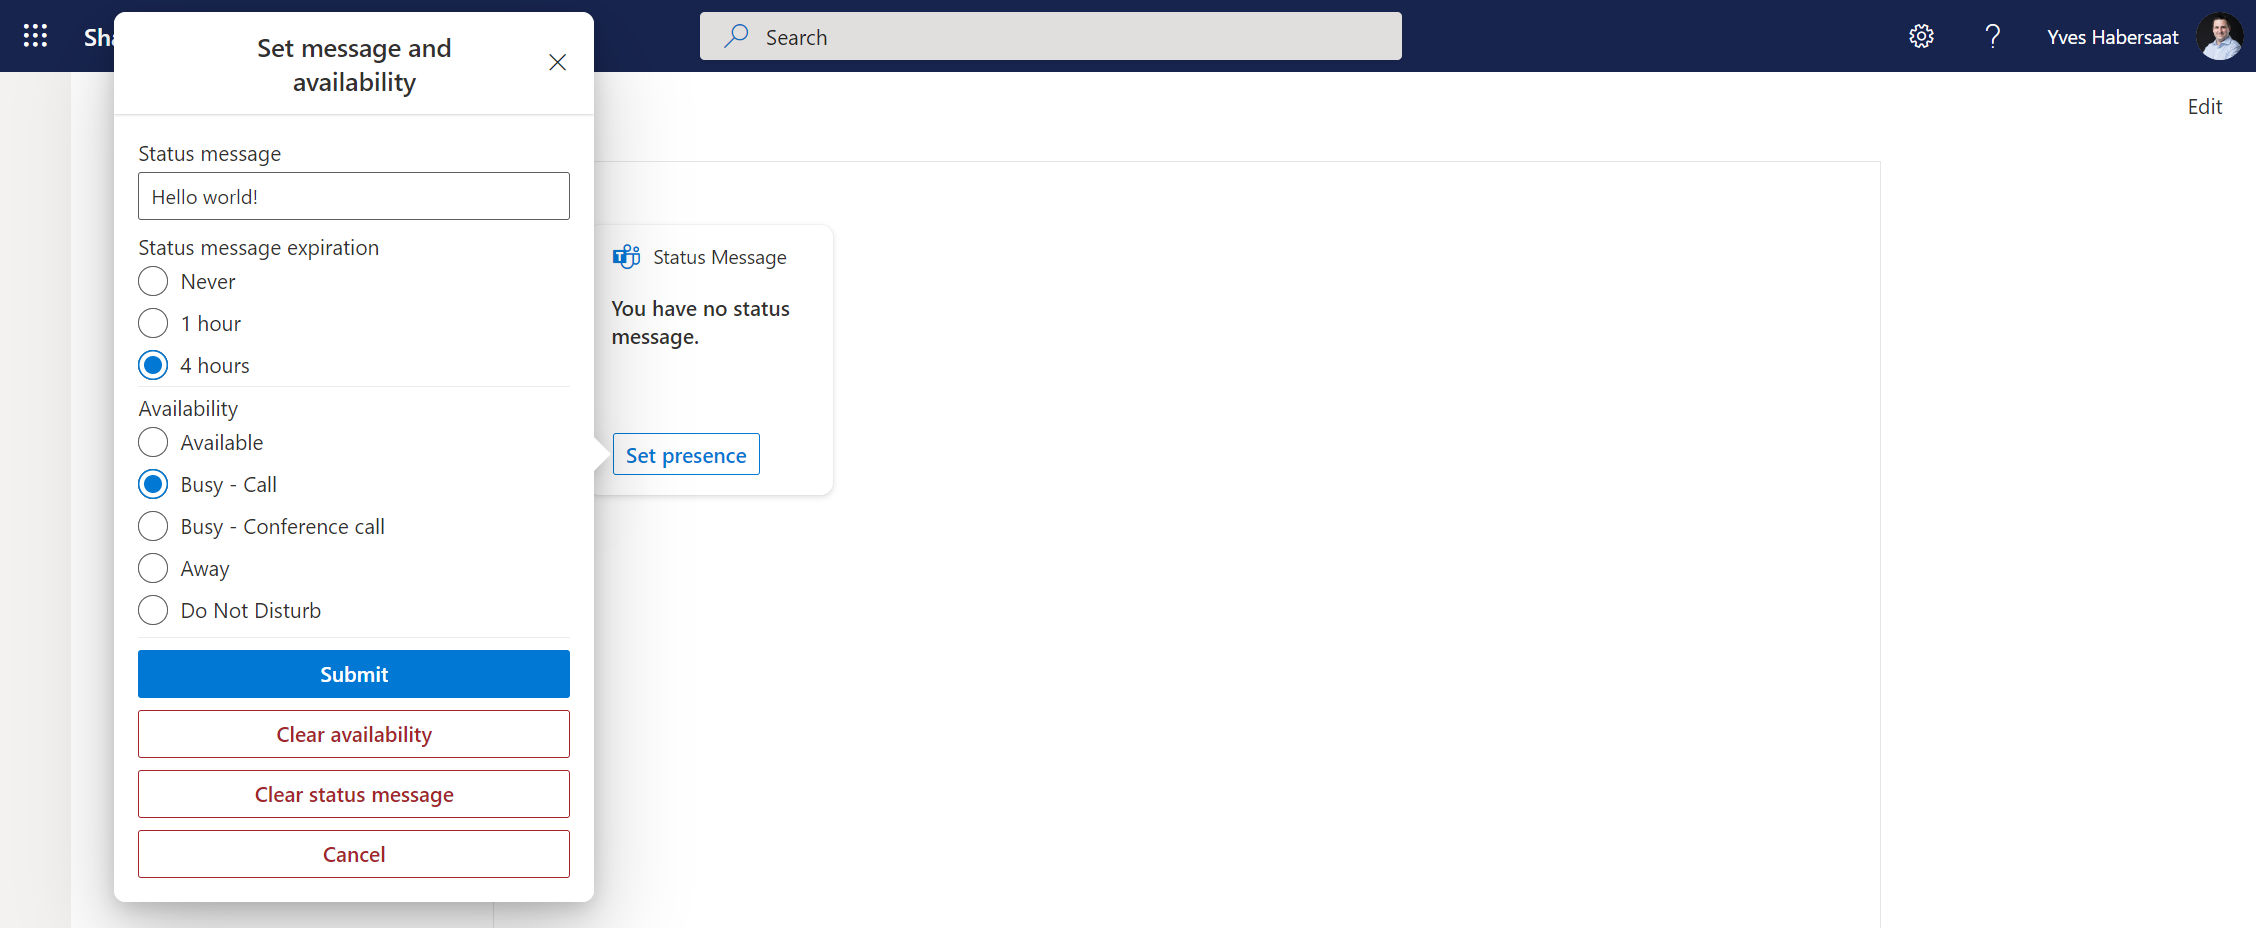 Sha
Search
Yves Habersaat
Edit
Set message and
availability
Status message
Hello world!
Status message expiration
Never
1 hour
4 hours
Availability
Available
Busy - Call
Busy - Conference call
Away
Do Not Disturb
Submit
Clear availability
Clear status message
Cancel
Status Message
You have no status
message.
Set presence